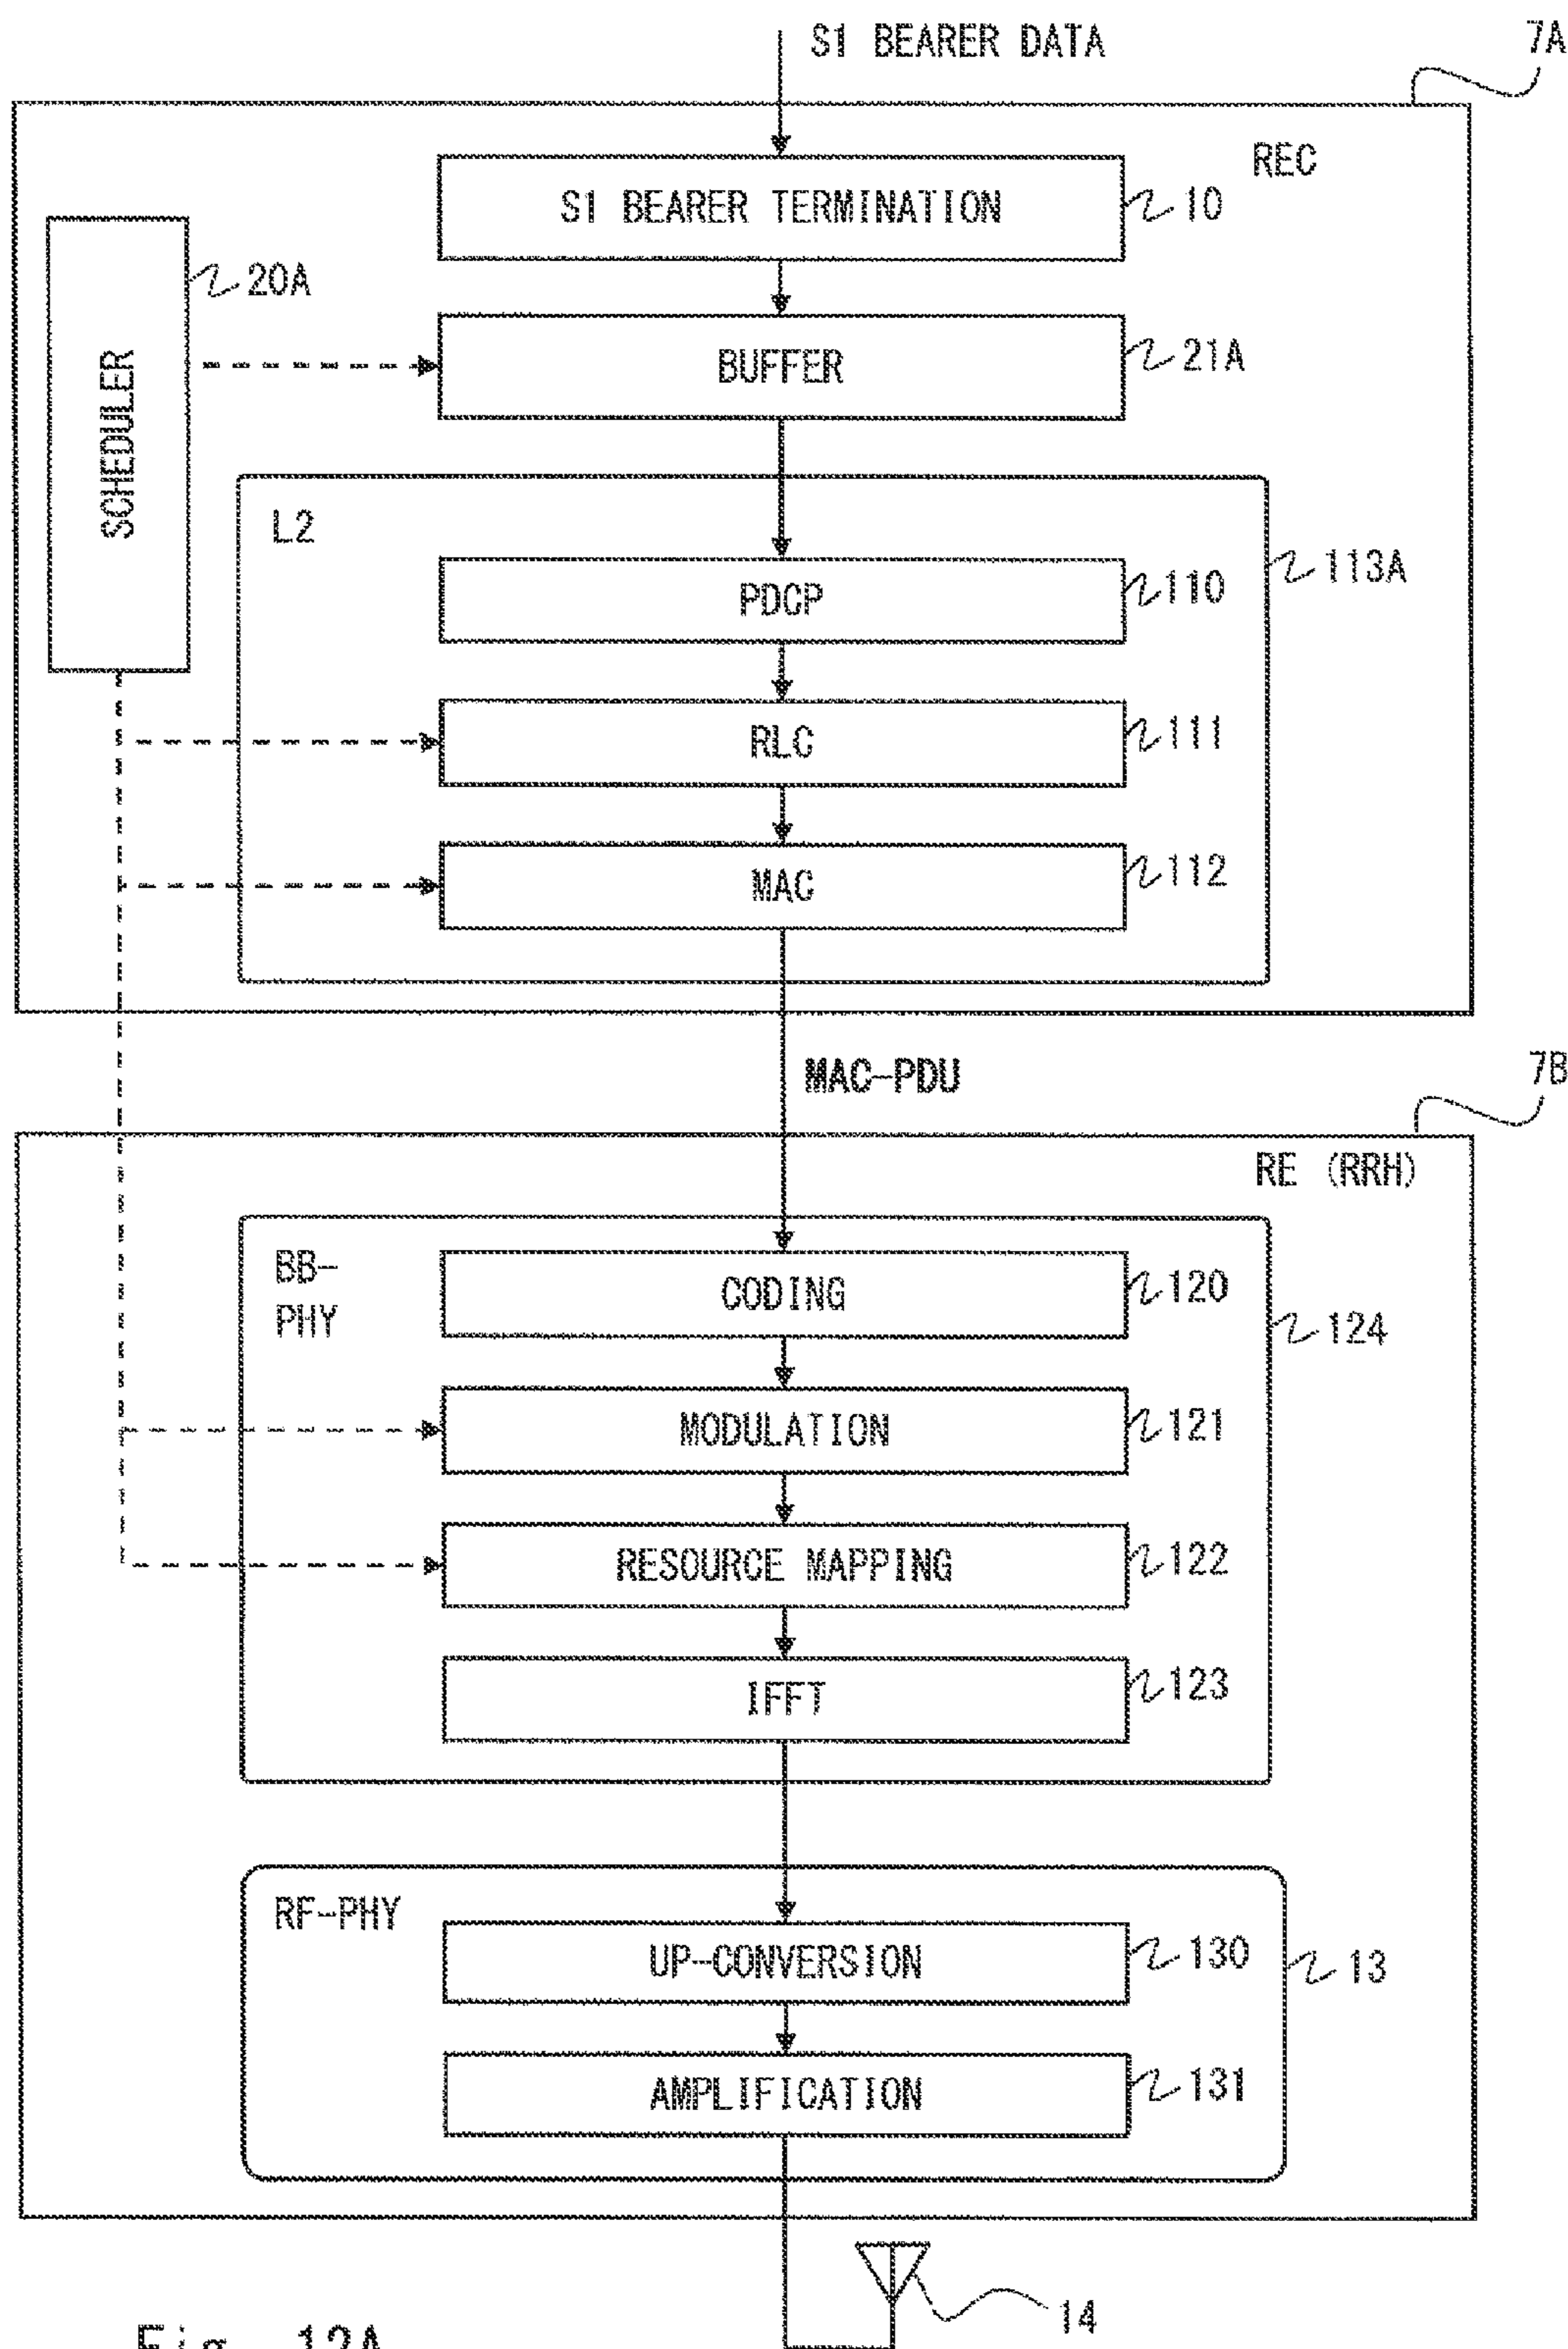 S1 BEARER DATA
7A
REC
S1 BEARER TERMINATION
10
SCHEDULER
20A
BUFFER
21A
L2
113A
PDCP
110
RLC
111
MAC
112
MAC-PDU
7B
RE (RRH)
BB-
PHY
CODING
120
124
MODULATION
121
RESOURCE MAPPING
122
IFFT
123
RF-PHY
UP-CONVERSION
130
13
AMPLIFICATION
131
14
Fig. 12A